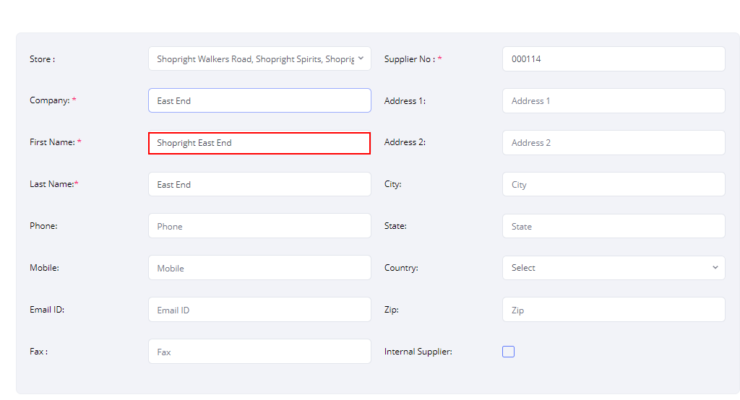 Store : Shopright Walkers Road, Shopright Spirits, Shoprig Supplier No : * 000114
Company: * East End Address 1: Address 1
First Name: * Shopright East End Address 2: Address 2
Last Name:* East End City: City
Phone: Phone State: State
Mobile: Mobile Country: Select
Email ID: Email ID Zip: Zip
Fax : Fax Internal Supplier: